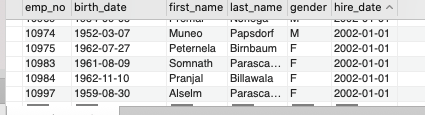 emp_no birth_date first_name last_name gender hire_date
10974 1952-03-07 Muneo Papsdorf M 2002-01-01
10975 1962-07-27 Peternela Birnbaum F 2002-01-01
10983 1961-08-09 Somnath Parasca... F 2002-01-01
10984 1962-11-10 Pranjal Billawala F 2002-01-01
10997 1959-08-30 Alselm Parasca... F 2002-01-01